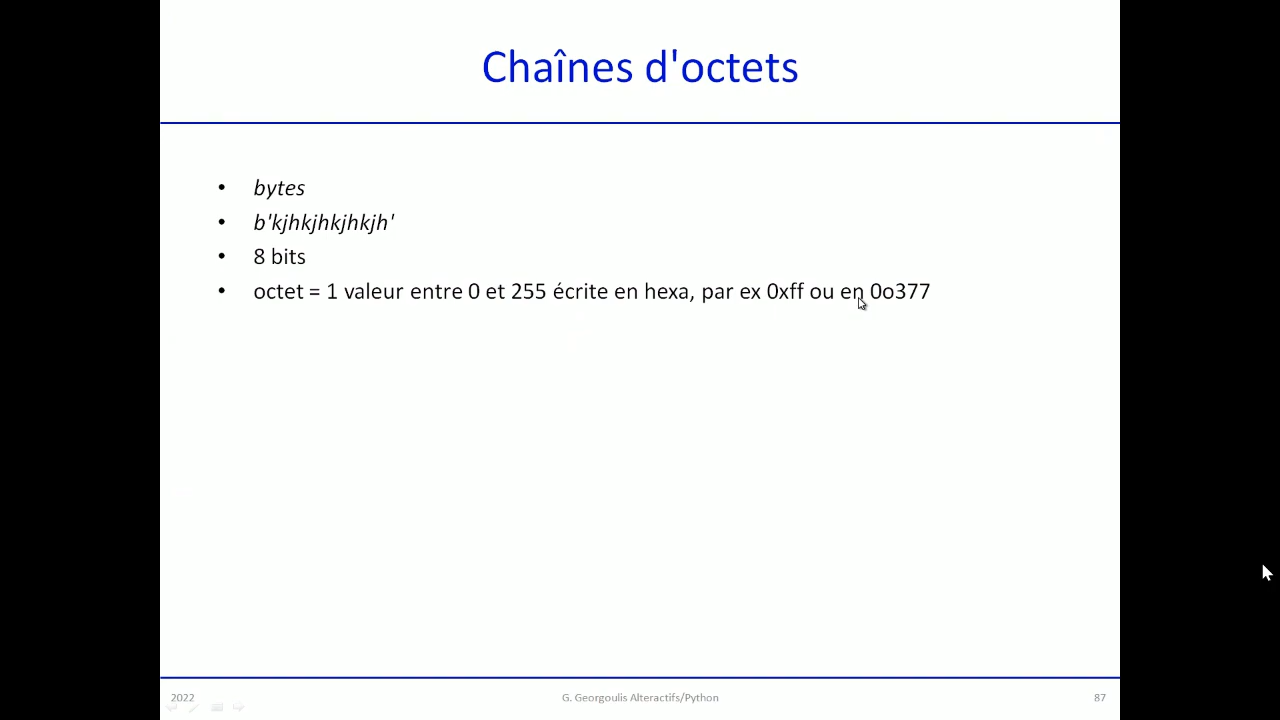 Chaînes d'octets
• bytes
• b'kjhkjhkjhkjh'
• 8 bits
• octet = 1 valeur entre 0 et 255 écrite en hexa, par ex 0xff ou en 0o377
2022
G. Georgoulis Alteractifs/Python
87